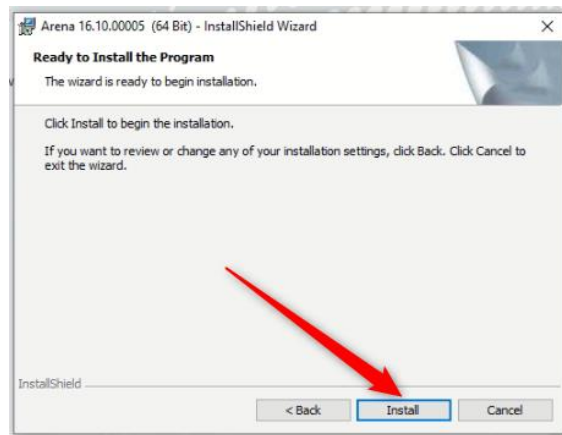 Arena 16.10.00005 (64 Bit) - InstallShield Wizard
Ready to Install the Program
The wizard is ready to begin installation.
Click Install to begin the installation.
If you want to review or change any of your installation settings, click Back. Click Cancel to
exit the wizard.
InstallShield
< Back
Install
Cancel